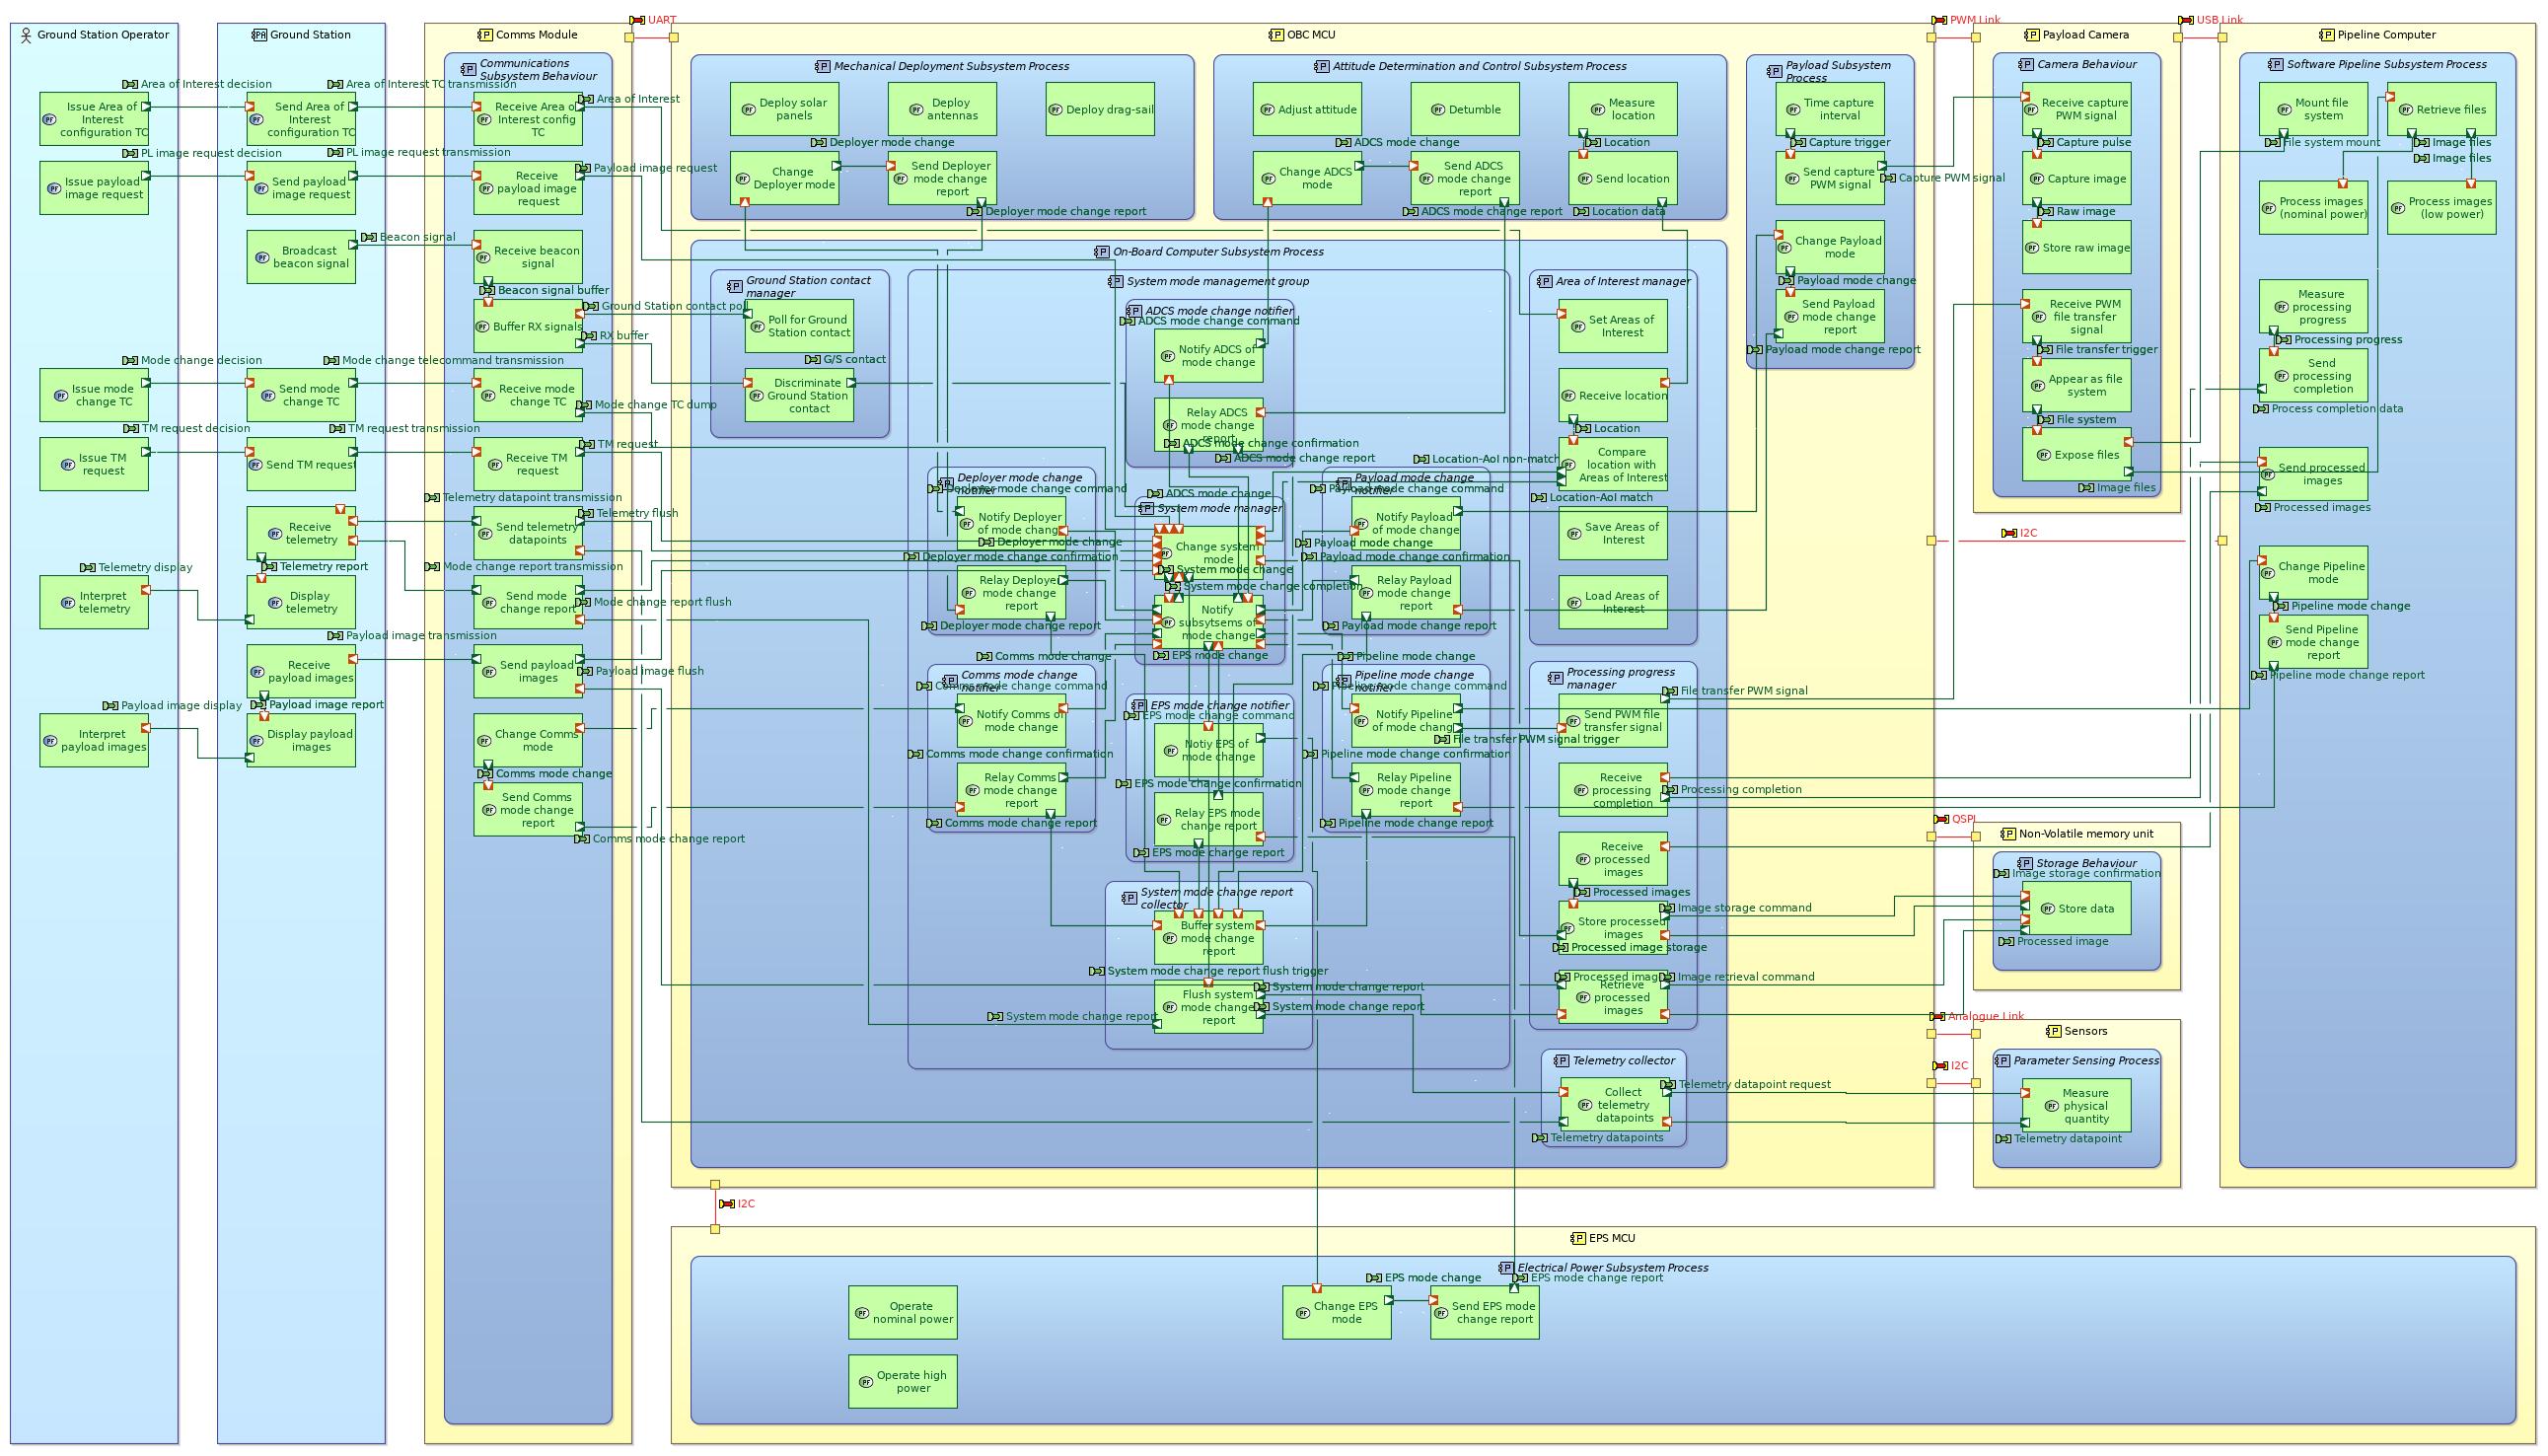 Ground Station Operator
Area of Interest decision
Issue Area of
Interest
configuration TC
PL image request decision
Issue payload
image request
Mode change decision
Issue mode
change TC
TM request decision
Issue TM
request
Telemetry display
Interpret
telemetry
Payload image display
Interpret
payload images
Ground Station
Area of Interest TC transmission
Send Area of
Interest
configuration TC
PL image request transmission
Send payload
image request
Broadcast
beacon signal
Beacon signal
Mode change telecommand transmission
Send mode
change TC
TM request transmission
Send TM request
Receive
telemetry
Telemetry report
Display
telemetry
Payload image transmission
Receive
payload images
Payload image report
Display payload
images
Comms Module
Communications
Subsystem Behaviour
Receive Area of
Interest config
TC
Area of Interest
Receive
payload image
request
Payload image request
Receive beacon
signal
Beacon signal buffer
Buffer RX signals
Ground Station contact poll
RX buffer
Receive mode
change TC
Mode change TC dump
Receive TM
request
TM request
Telemetry datapoint transmission
Send telemetry
datapoints
Telemetry flush
Mode change report transmission
Send mode
change report
Mode change report flush
Send payload
images
Payload image flush
Change Comms
mode
Comms mode change
Send Comms
mode change
report
Comms mode change report
UART
OBC MCU
Mechanical Deployment Subsystem Process
Deploy solar
panels
Deploy
antennas
Deploy drag-sail
Deployer mode change
Change
Deployer mode
Send Deployer
mode change
report
Deployer mode change report
Attitude Determination and Control Subsystem Process
Adjust attitude
Detumble
Measure
location
ADCS mode change
Location
Change ADCS
mode
Send ADCS
mode change
report
Send location
ADCS mode change report
Location data
Payload Subsystem
Process
Time capture
interval
Capture trigger
Send capture
PWM signal
Capture PWM signal
Change Payload
mode
Payload mode change
Send Payload
mode change
report
Payload mode change report
On-Board Computer Subsystem Process
Ground Station contact
manager
Poll for Ground
Station contact
G/S contact
Discriminate
Ground Station
contact
System mode management group
ADCS mode change notifier
ADCS mode change command
Notify ADCS of
mode change
Relay ADCS
mode change
report
ADCS mode change confirmation
ADCS mode change report
Deployer mode change
notifier
Deployer mode change command
Notify Deployer
of mode change
Deployer mode change
Deployer mode change confirmation
Relay Deployer
mode change
report
Deployer mode change report
ADCS mode change
System mode manager
Change system
mode
System mode change
System mode change completion
Notify
subsytsems of
mode change
EPS mode change
Payload mode change
notifier
Payload mode change command
Notify Payload
of mode change
Payload mode change
Payload mode change confirmation
Relay Payload
mode change
report
Payload mode change report
Comms mode change
Comms mode change
notifier
Comms mode change command
Notify Comms of
mode change
Comms mode change confirmation
Relay Comms
mode change
report
Comms mode change report
EPS mode change notifier
EPS mode change command
Notiy EPS of
mode change
EPS mode change confirmation
Relay EPS mode
change report
EPS mode change report
Pipeline mode change
Pipeline mode change
notifier
Pipeline mode change command
Notify Pipeline
of mode change
File transfer PWM signal trigger
Pipeline mode change confirmation
Relay Pipeline
mode change
report
Pipeline mode change report
System mode change report
collector
Buffer system
mode change
report
System mode change report flush trigger
Flush system
mode change
report
System mode change report
System mode change report
System mode change report
Area of Interest manager
Set Areas of
Interest
Receive location
Location
Compare
location with
Areas of Interest
Location-AoI non-match
Location-AoI match
Save Areas of
Interest
Load Areas of
Interest
Processing progress
manager
File transfer PWM signal
Send PWM file
transfer signal
Receive
processing
completion
Processing completion
Receive
processed
images
Processed images
Store processed
images
Image storage command
Processed image storage
Processed image
Image retrieval command
Retrieve
processed
images
Telemetry collector
Collect
telemetry
datapoints
Telemetry datapoint request
Telemetry datapoints
PWM Link
Payload Camera
Camera Behaviour
Receive capture
PWM signal
Capture pulse
Capture image
Raw image
Store raw image
Receive PWM
file transfer
signal
File transfer trigger
Appear as file
system
File system
Expose files
Image files
I2C
QSPI
Non-Volatile memory unit
Storage Behaviour
Image storage confirmation
Store data
Processed image
Analogue Link
I2C
Sensors
Parameter Sensing Process
Measure
physical
quantity
Telemetry datapoint
USB Link
Pipeline Computer
Software Pipeline Subsystem Process
Mount file
system
Retrieve files
File system mount
Image files
Image files
Process images
(nominal power)
Process images
(low power)
Measure
processing
progress
Processing progress
Send
processing
completion
Process completion data
Send processed
images
Processed images
Change Pipeline
mode
Pipeline mode change
Send Pipeline
mode change
report
Pipeline mode change report
I2C
EPS MCU
Electrical Power Subsystem Process
Operate
nominal power
Operate high
power
EPS mode change
Change EPS
mode
Send EPS mode
change report
EPS mode change report